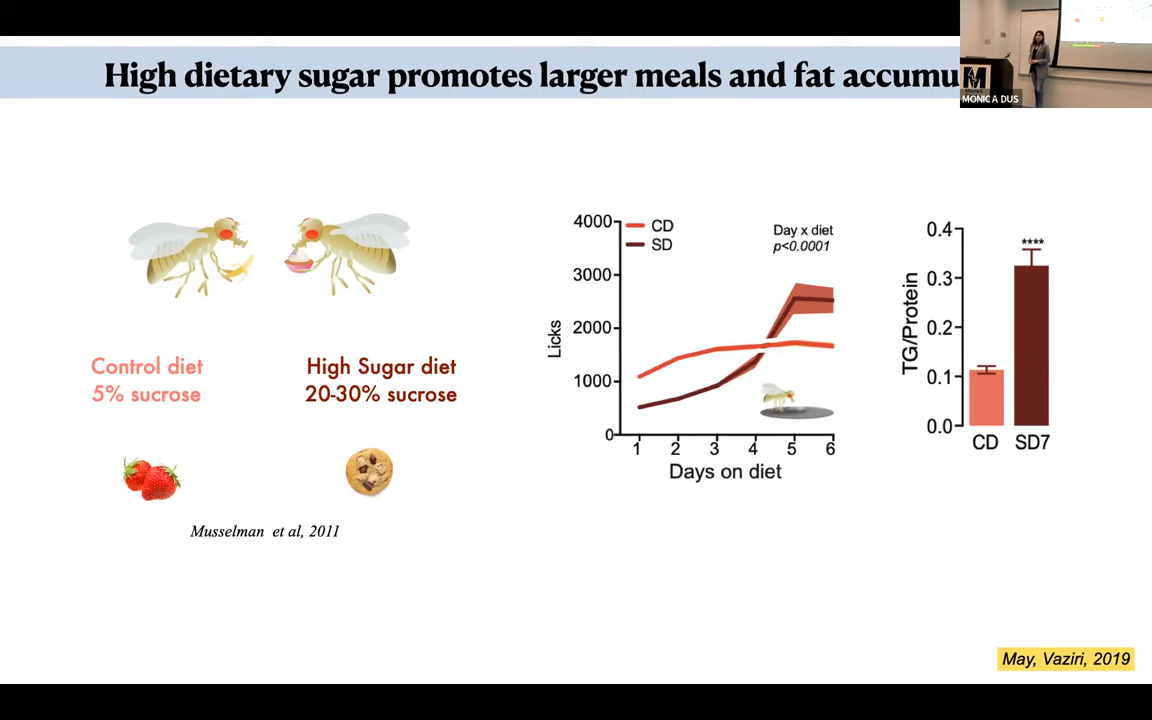 High dietary sugar promotes larger meals and fat accumu
M
MONICA DUS
Control diet
5% sucrose
High Sugar diet
20-30% sucrose
Musselman et al, 2011
4000
3000
2000
1000
0
Licks
CD
SD
Day x diet
p<0.0001
1 2 3 4 5 6
Days on diet
0.4
0.3
0.2
0.1
0.0
TG/Protein
****
CD SD7
May, Vaziri, 2019